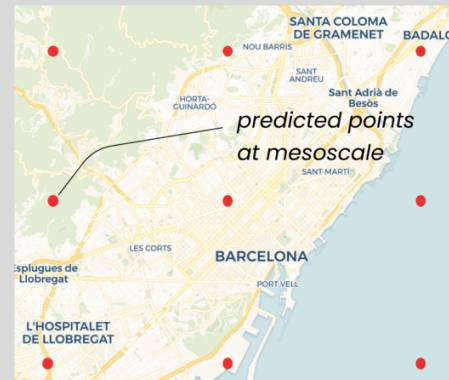 SANTA COLOMA
DE GRAMENET
BADALO
NOU BARRIS
SANT
ANDREU
Sant Adrià de
Besòs
HORTA-
GUINARDÓ
predicted points
at mesoscale
SANT MARTÍ
LES CORTS
BARCELONA
Esplugues de
Llobregat
PORT VELL
L'HOSPITALET
DE LLOBREGAT